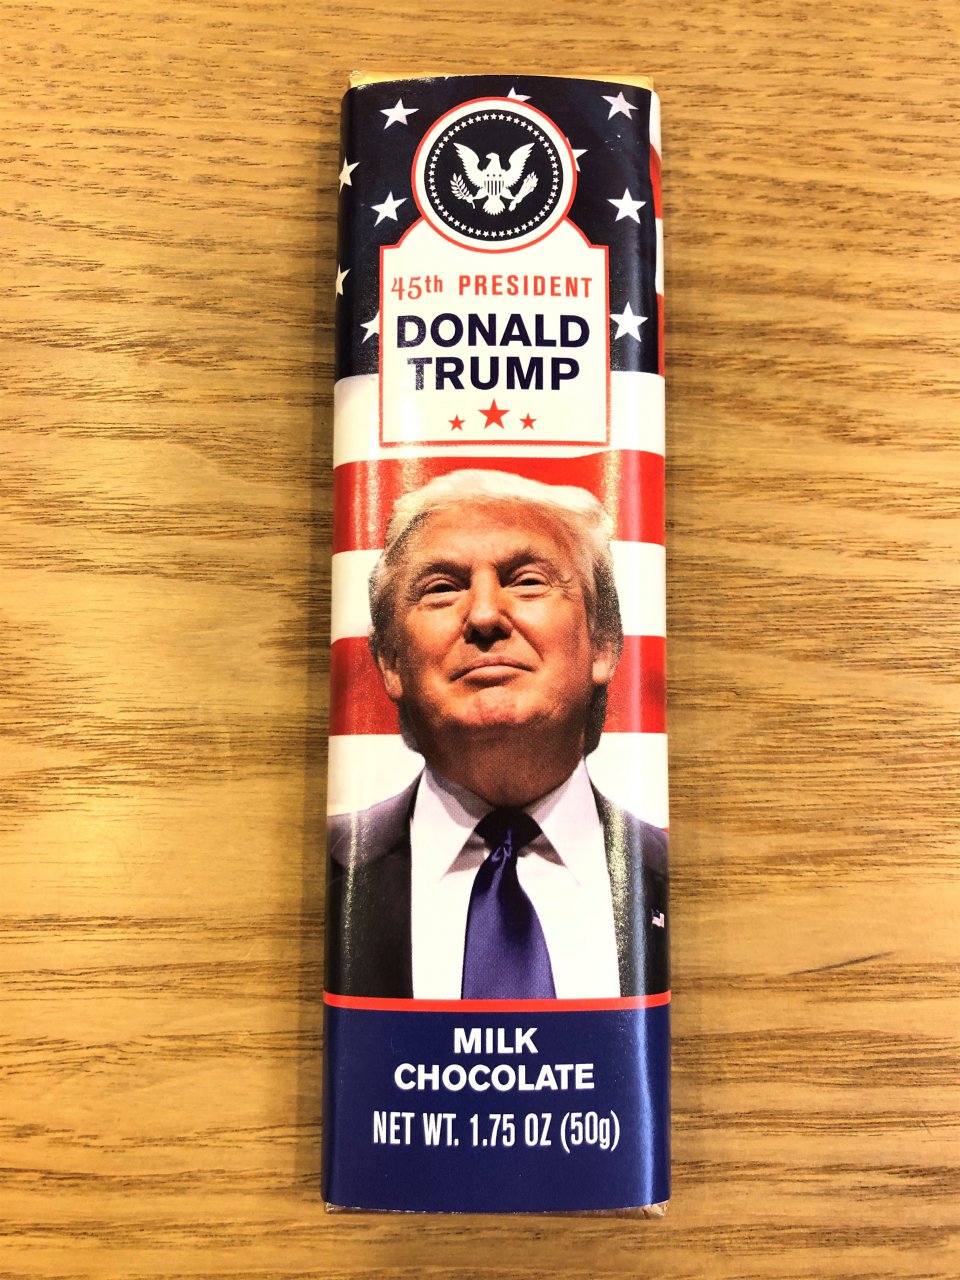 45th PRESIDENT
DONALD
TRUMP
MILK
CHOCOLATE
NET WT. 1.75 OZ (50g)